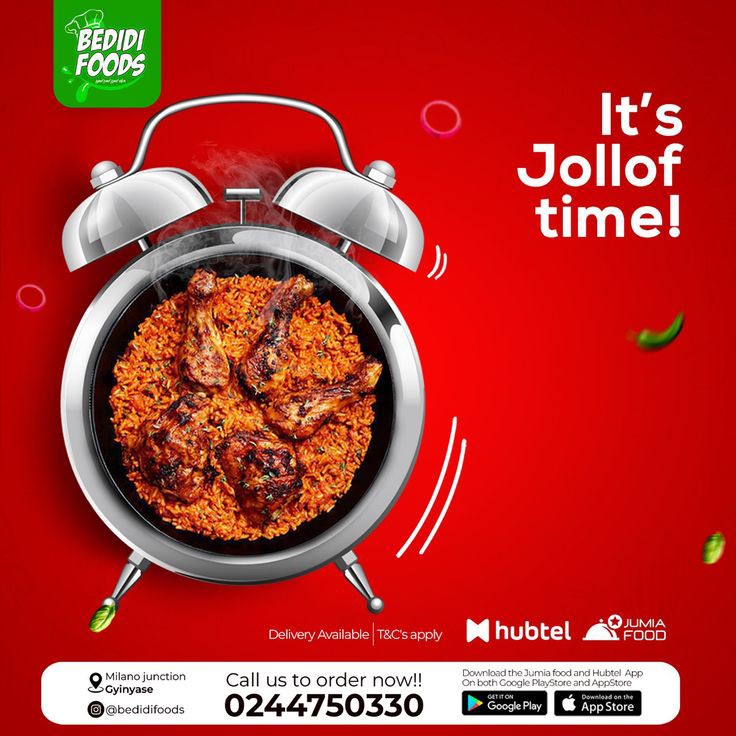 BEDIDI
FOODS
It's
Jollof
time!
Delivery Available | T&C's apply
hubtel
JUMIA
FOOD
Milano junction
Gyinyase
@bedidifoods
Call us to order now!!
0244750330
Download the Jumia food and Hubtel App
On both Google PlayStore and AppStore
GET IT ON
Google Play
Download on the
App Store